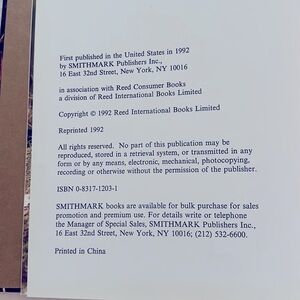 First published in the United States in 1992
by SMITHMARK Publishers Inc.,
16 East 32nd Street, New York, NY 10016
in association with Reed Consumer Books
a division of Reed International Books Limited
Copyright © 1992 Reed International Books Limited
Reprinted 1992
All rights reserved. No part of this publication may be
reproduced, stored in a retrieval system, or transmitted in any
form or by any means, electronic, mechanical, photocopying,
recording or otherwise without the permission of the publisher.
ISBN 0-8317-1203-1
SMITHMARK books are available for bulk purchase for sales
promotion and premium use. For details write or telephone
the Manager of Special Sales, SMITHMARK Publishers Inc.,
16 East 32nd Street, New York, NY 10016; (212) 532-6600.
Printed in China